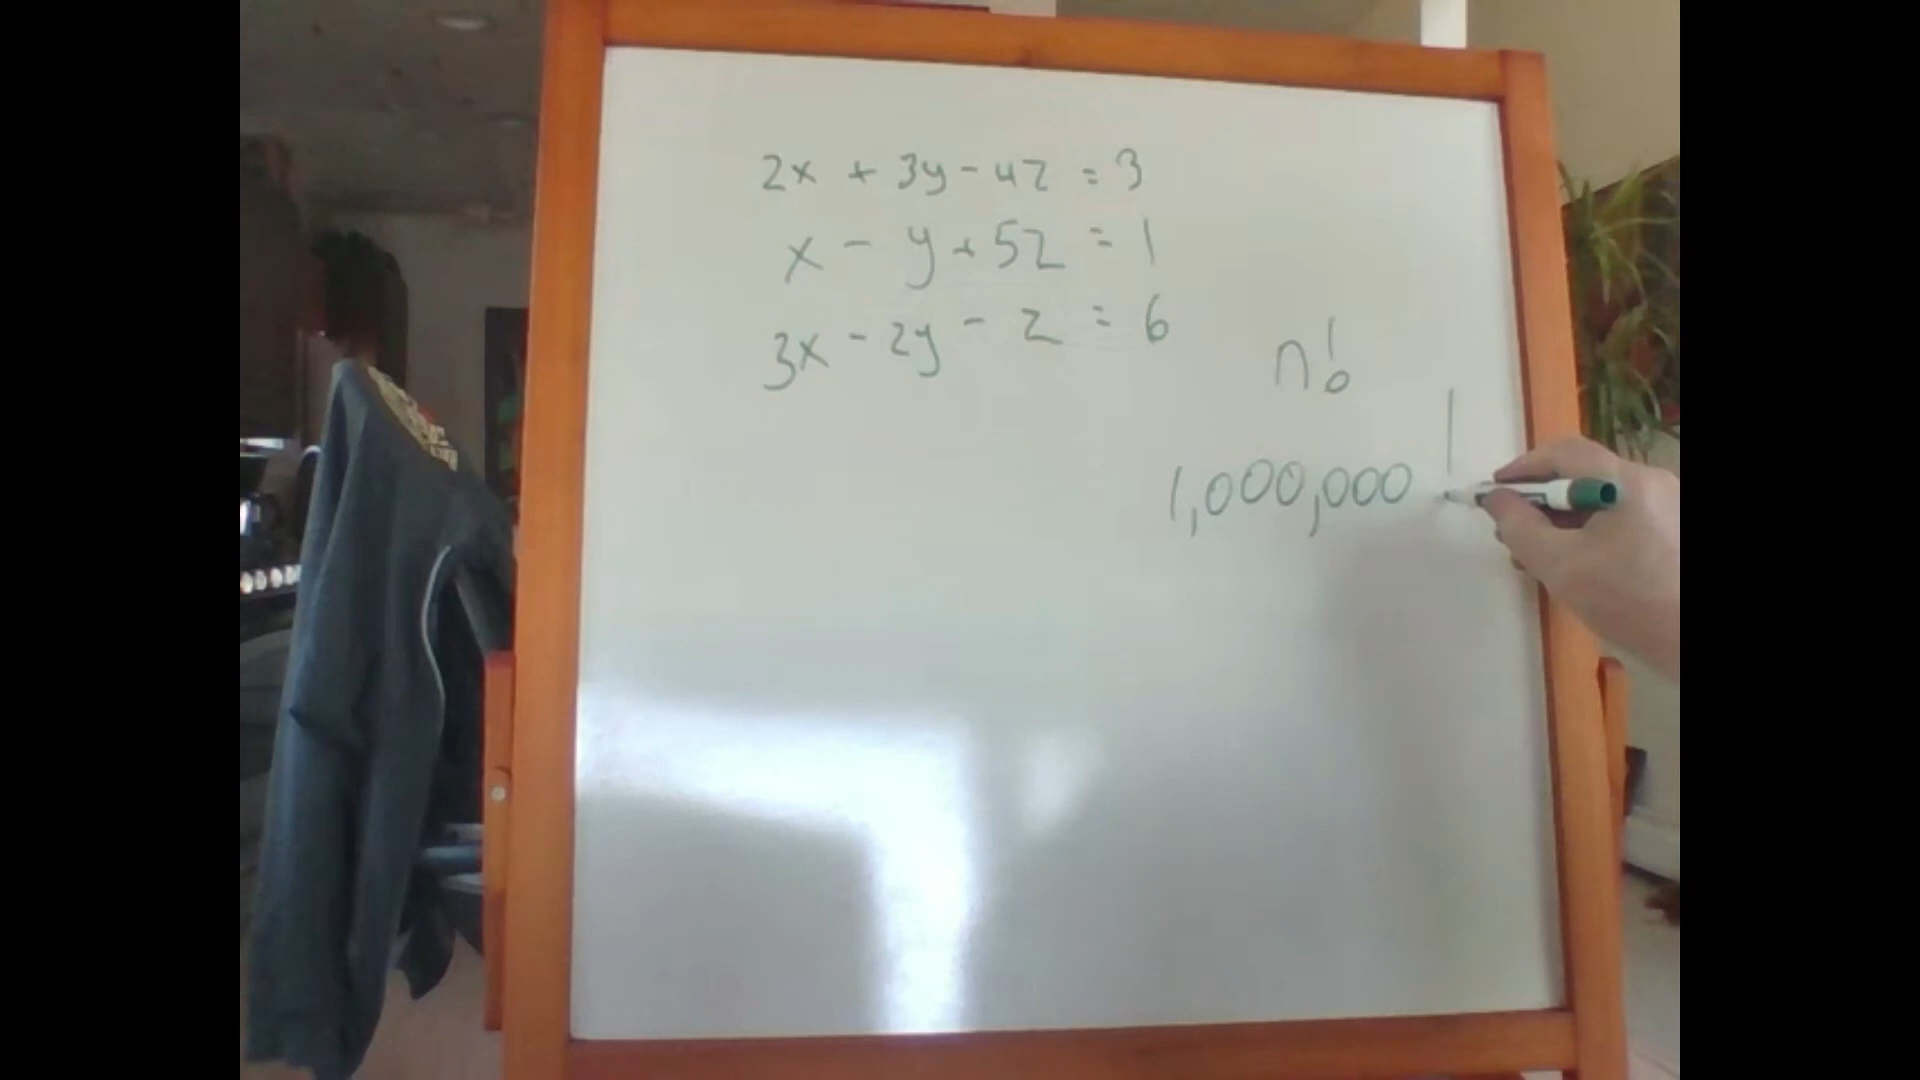 2x + 3y - 4z = 3
x - y + 5z = 1
3x - 2y - z = 6
n!
1,000,000!